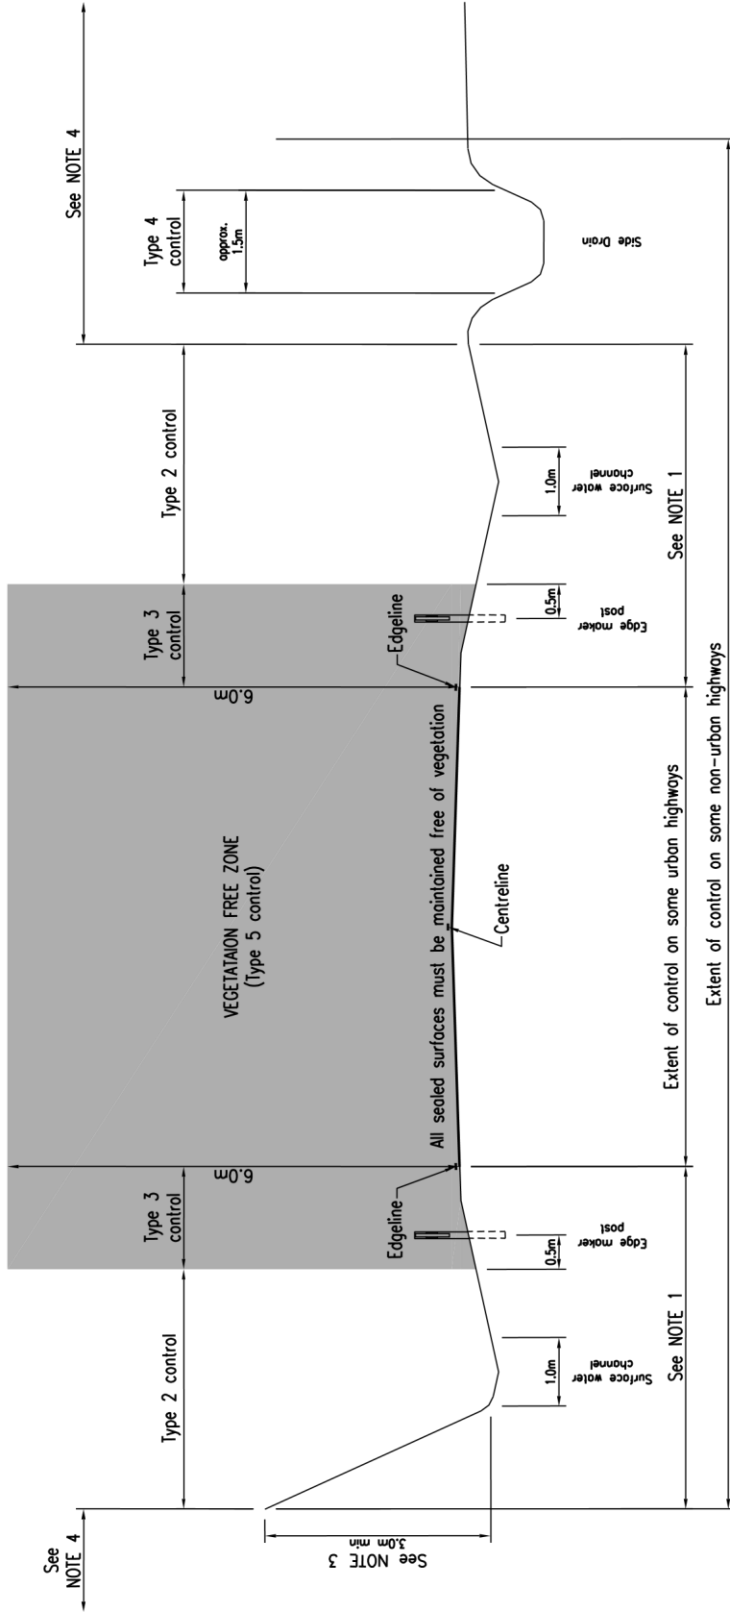 See
NOTE 4
See NOTE 4
Type 2 control
Type 3
control
Type 3
control
Type 2 control
Type 4
control
approx.
1.5m
VEGETATAION FREE ZONE
(Type 5 control)
6.0m
6.0m
See NOTE 3
3.0m min
Edgeline
All sealed surfaces must be maintained free of vegetation
Edgeline
Centreline
1.0m
Surface water
channel
0.5m
Edge maker
post
0.5m
Edge maker
post
1.0m
Surface water
channel
Side Drain
See NOTE 1
Extent of control on some urban highways
See NOTE 1
Extent of control on some non-urban highways